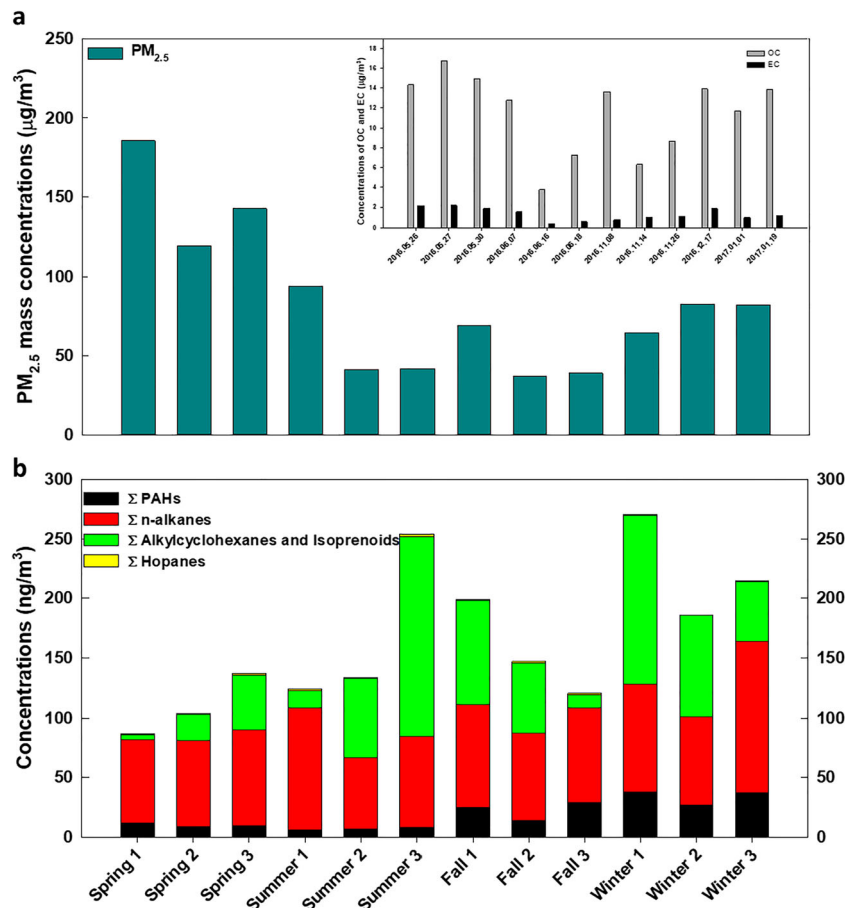 a
PM2.5 mass concentrations (μg/m³)
250
200
150
100
50
0
PM2.5
Concentrations of OC and EC (μg/m³)
18
16
14
12
10
8
6
4
2
0
OC
EC
2016.05.26
2016.05.27
2016.05.30
2016.06.07
2016.06.16
2016.06.18
2016.11.08
2016.11.14
2016.11.26
2016.12.17
2017.01.01
2017.01.19
b
Concentrations (ng/m³)
300
250
200
150
100
50
0
Σ PAHs
Σ n-alkanes
Σ Alkylcyclohexanes and Isoprenoids
Σ Hopanes
300
250
200
150
100
50
0
Spring 1
Spring 2
Spring 3
Summer 1
Summer 2
Summer 3
Fall 1
Fall 2
Fall 3
Winter 1
Winter 2
Winter 3